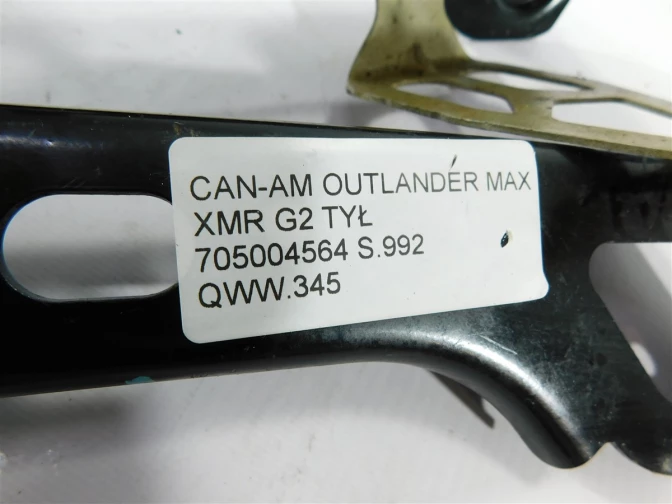 CAN-AM OUTLANDER MAX
XMR G2 TYŁ
705004564 S.992
QWW.345